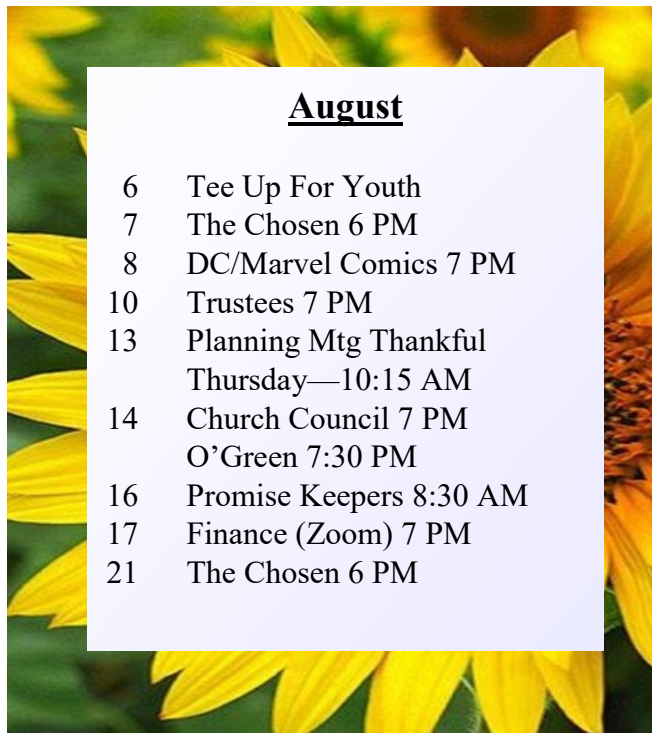 August
6 Tee Up For Youth
7 The Chosen 6 PM
8 DC/Marvel Comics 7 PM
10 Trustees 7 PM
13 Planning Mtg Thankful
Thursday—10:15 AM
14 Church Council 7 PM
O’Green 7:30 PM
16 Promise Keepers 8:30 AM
17 Finance (Zoom) 7 PM
21 The Chosen 6 PM